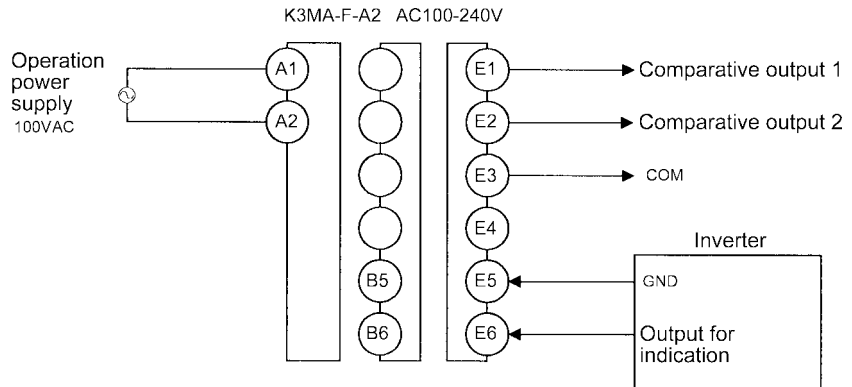 K3MA-F-A2 AC100-240V
Operation
power
supply
100VAC
A1
A2
B5
B6
E1
E2
E3
E4
E5
E6
Comparative output 1
Comparative output 2
COM
Inverter
GND
Output for
indication